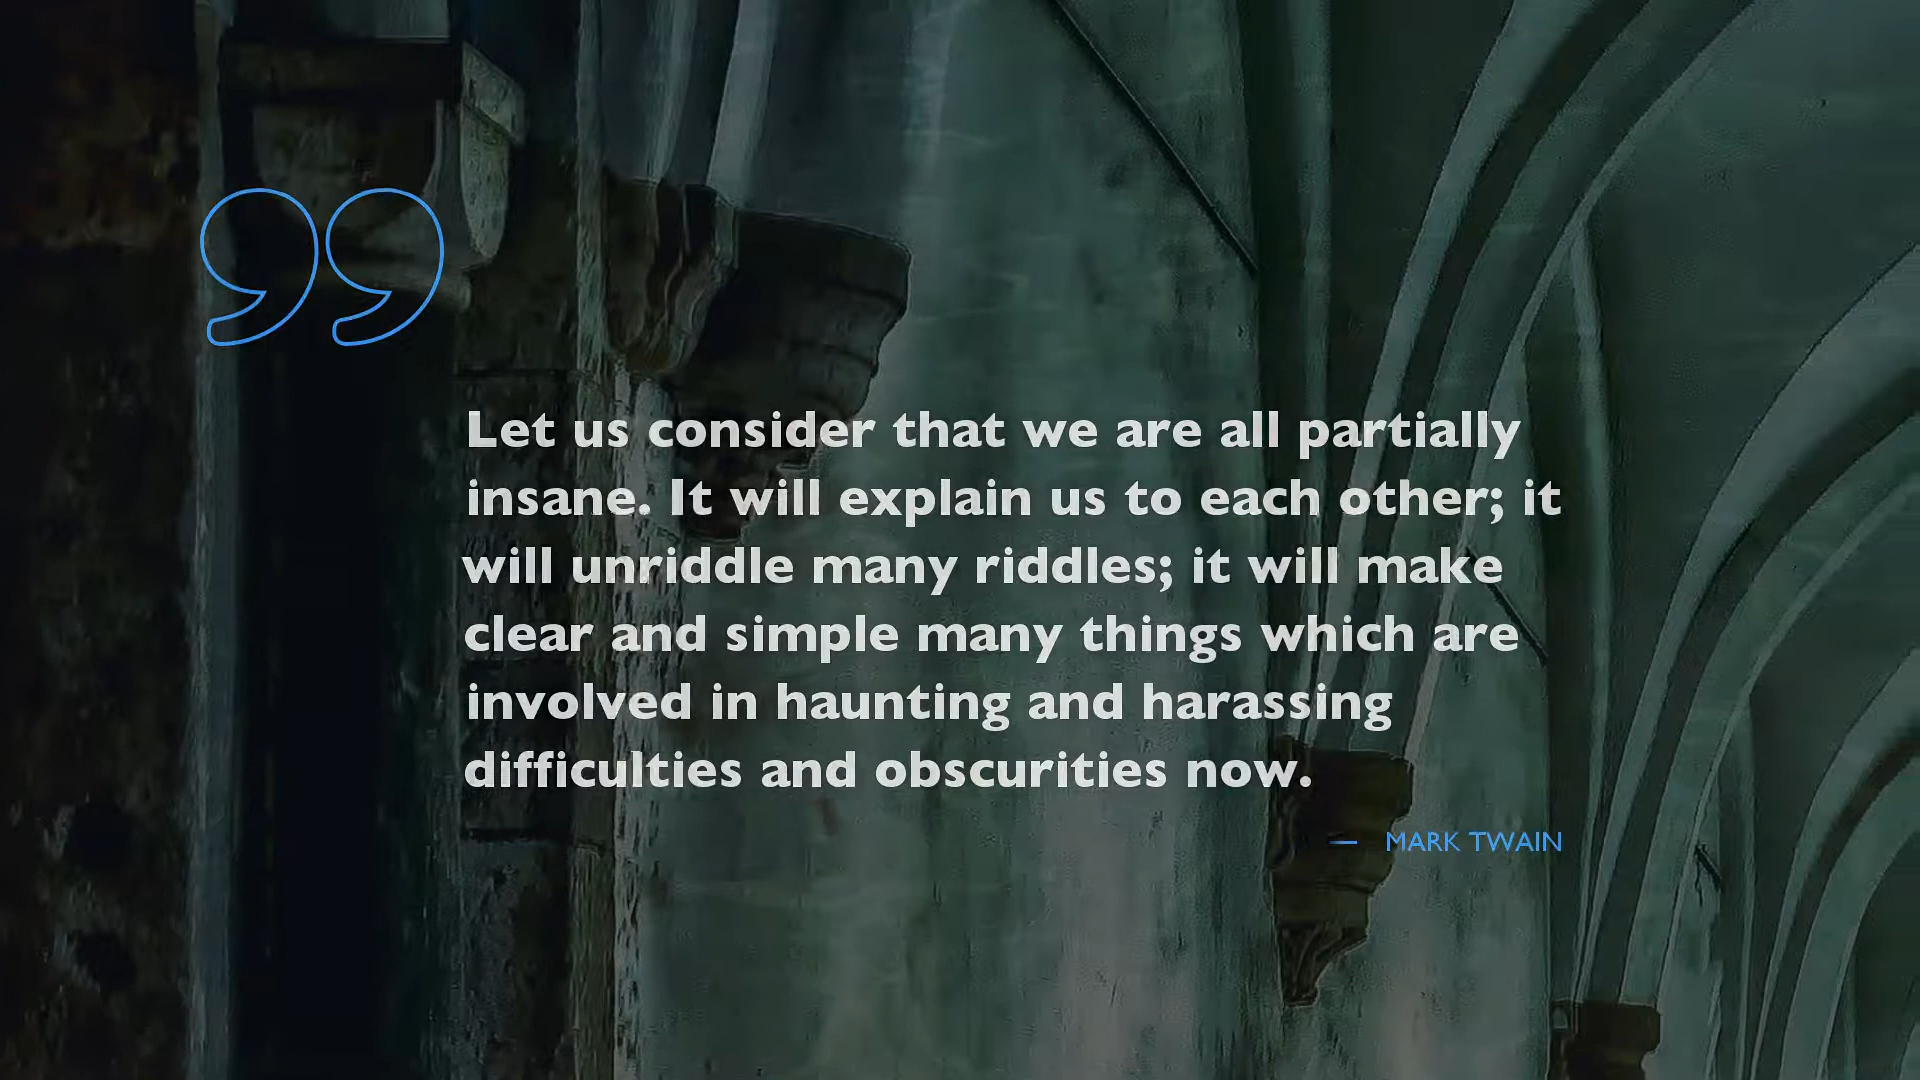 Let us consider that we are all partially
insane. It will explain us to each other; it
will unriddle many riddles; it will make
clear and simple many things which are
involved in haunting and harassing
difficulties and obscurities now.
— MARK TWAIN